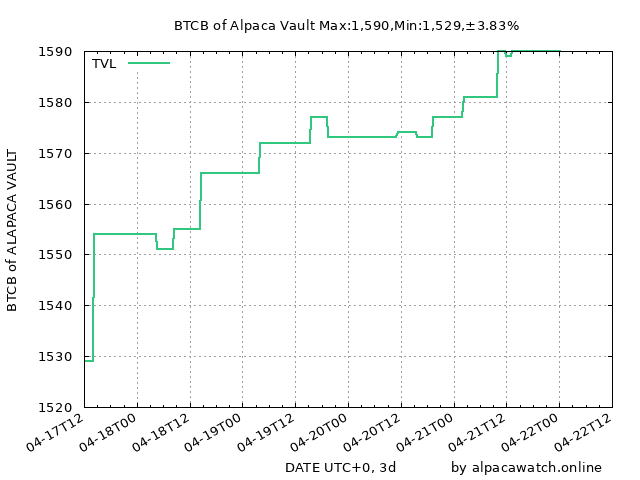 BTCB of Alpaca Vault Max:1,590,Min:1,529,±3.83%
TVL
BTCB of ALAPACA VAULT
1590
1580
1570
1560
1550
1540
1530
1520
04-17T12
04-18T00
04-18T12
04-19T00
04-19T12
04-20T00
04-20T12
04-21T00
04-21T12
04-22T00
04-22T12
DATE UTC+0, 3d
by alpacawatch.online